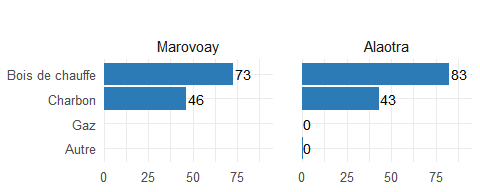 Marovoay Alaotra
Bois de chauffe 73 83
Charbon 46 43
Gaz 0
Autre 0
0 25 50 75 0 25 50 75